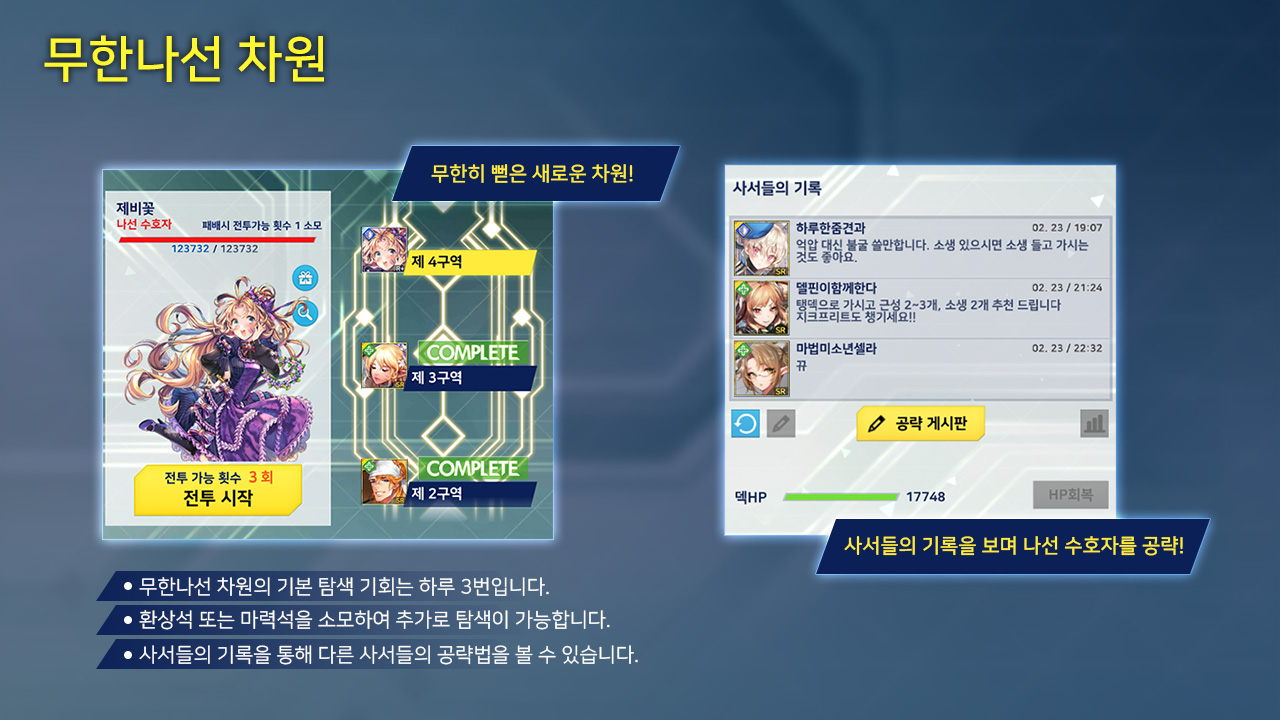 무한나선 차원
무한히 뻗은 새로운 차원!
제비꽃
나선 수호자 패배시 전투가능 횟수 1 소모
123732 / 123732
전투 가능 횟수 3 회
전투 시작
R+
제 4구역
COMPLETE
SR
제 3구역
COMPLETE
SR
제 2구역
사서들의 기록
하루한줌견과 02. 23 / 19:07
억압 대신 불굴 쓸만합니다. 소생 있으시면 소생 들고 가시는
것도 좋아요.
SR
델핀이함께한다 02. 23 / 21:24
탱덱으로 가시고 근성 2~3개, 소생 2개 추천 드립니다
지크프리트도 챙기세요!!
SR
마법미소년셀라 02. 23 / 22:32
뀨
SR
공략 게시판
덱HP 17748 HP회복
사서들의 기록을 보며 나선 수호자를 공략!
• 무한나선 차원의 기본 탐색 기회는 하루 3번입니다.
• 환상석 또는 마력석을 소모하여 추가로 탐색이 가능합니다.
• 사서들의 기록을 통해 다른 사서들의 공략법을 볼 수 있습니다.